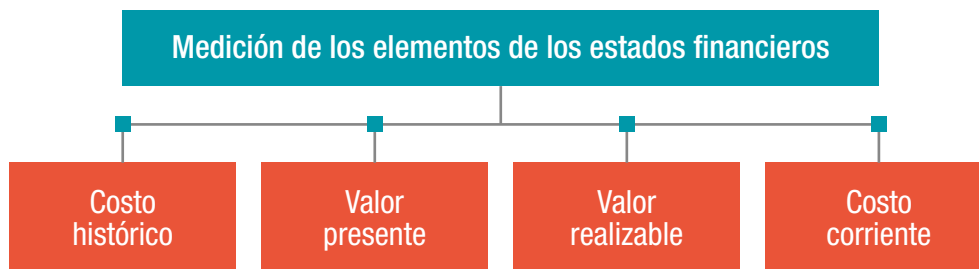 Medición de los elementos de los estados financieros
Costo
histórico
Valor
presente
Valor
realizable
Costo
corriente